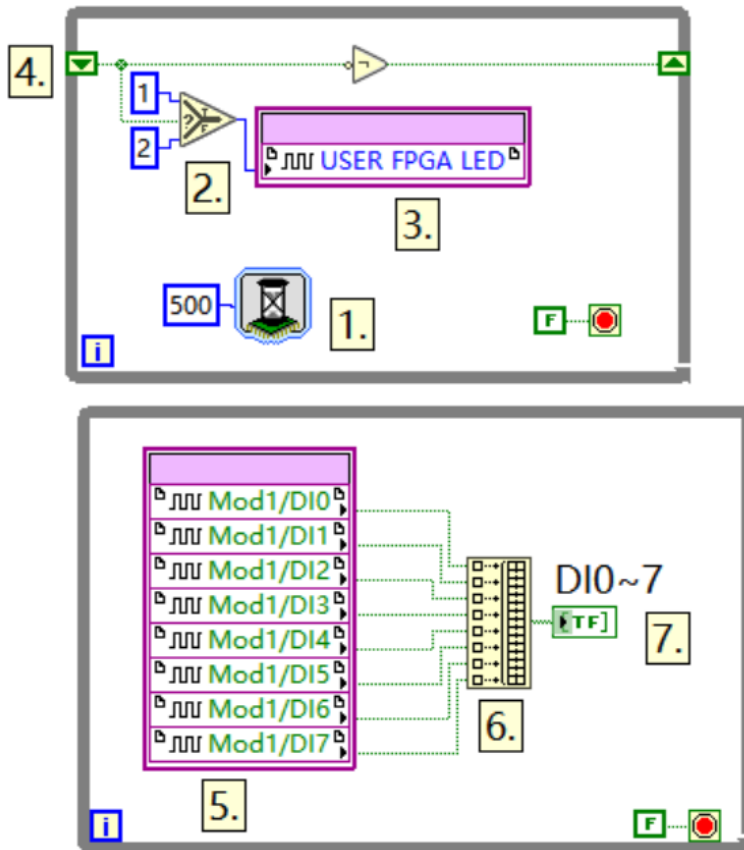 4.
1
2
? T F
2.
USER FPGA LED
3.
500
1.
F
i
Mod1/DI0
Mod1/DI1
Mod1/DI2
Mod1/DI3
Mod1/DI4
Mod1/DI5
Mod1/DI6
Mod1/DI7
DI0~7
TF
7.
6.
5.
i
F